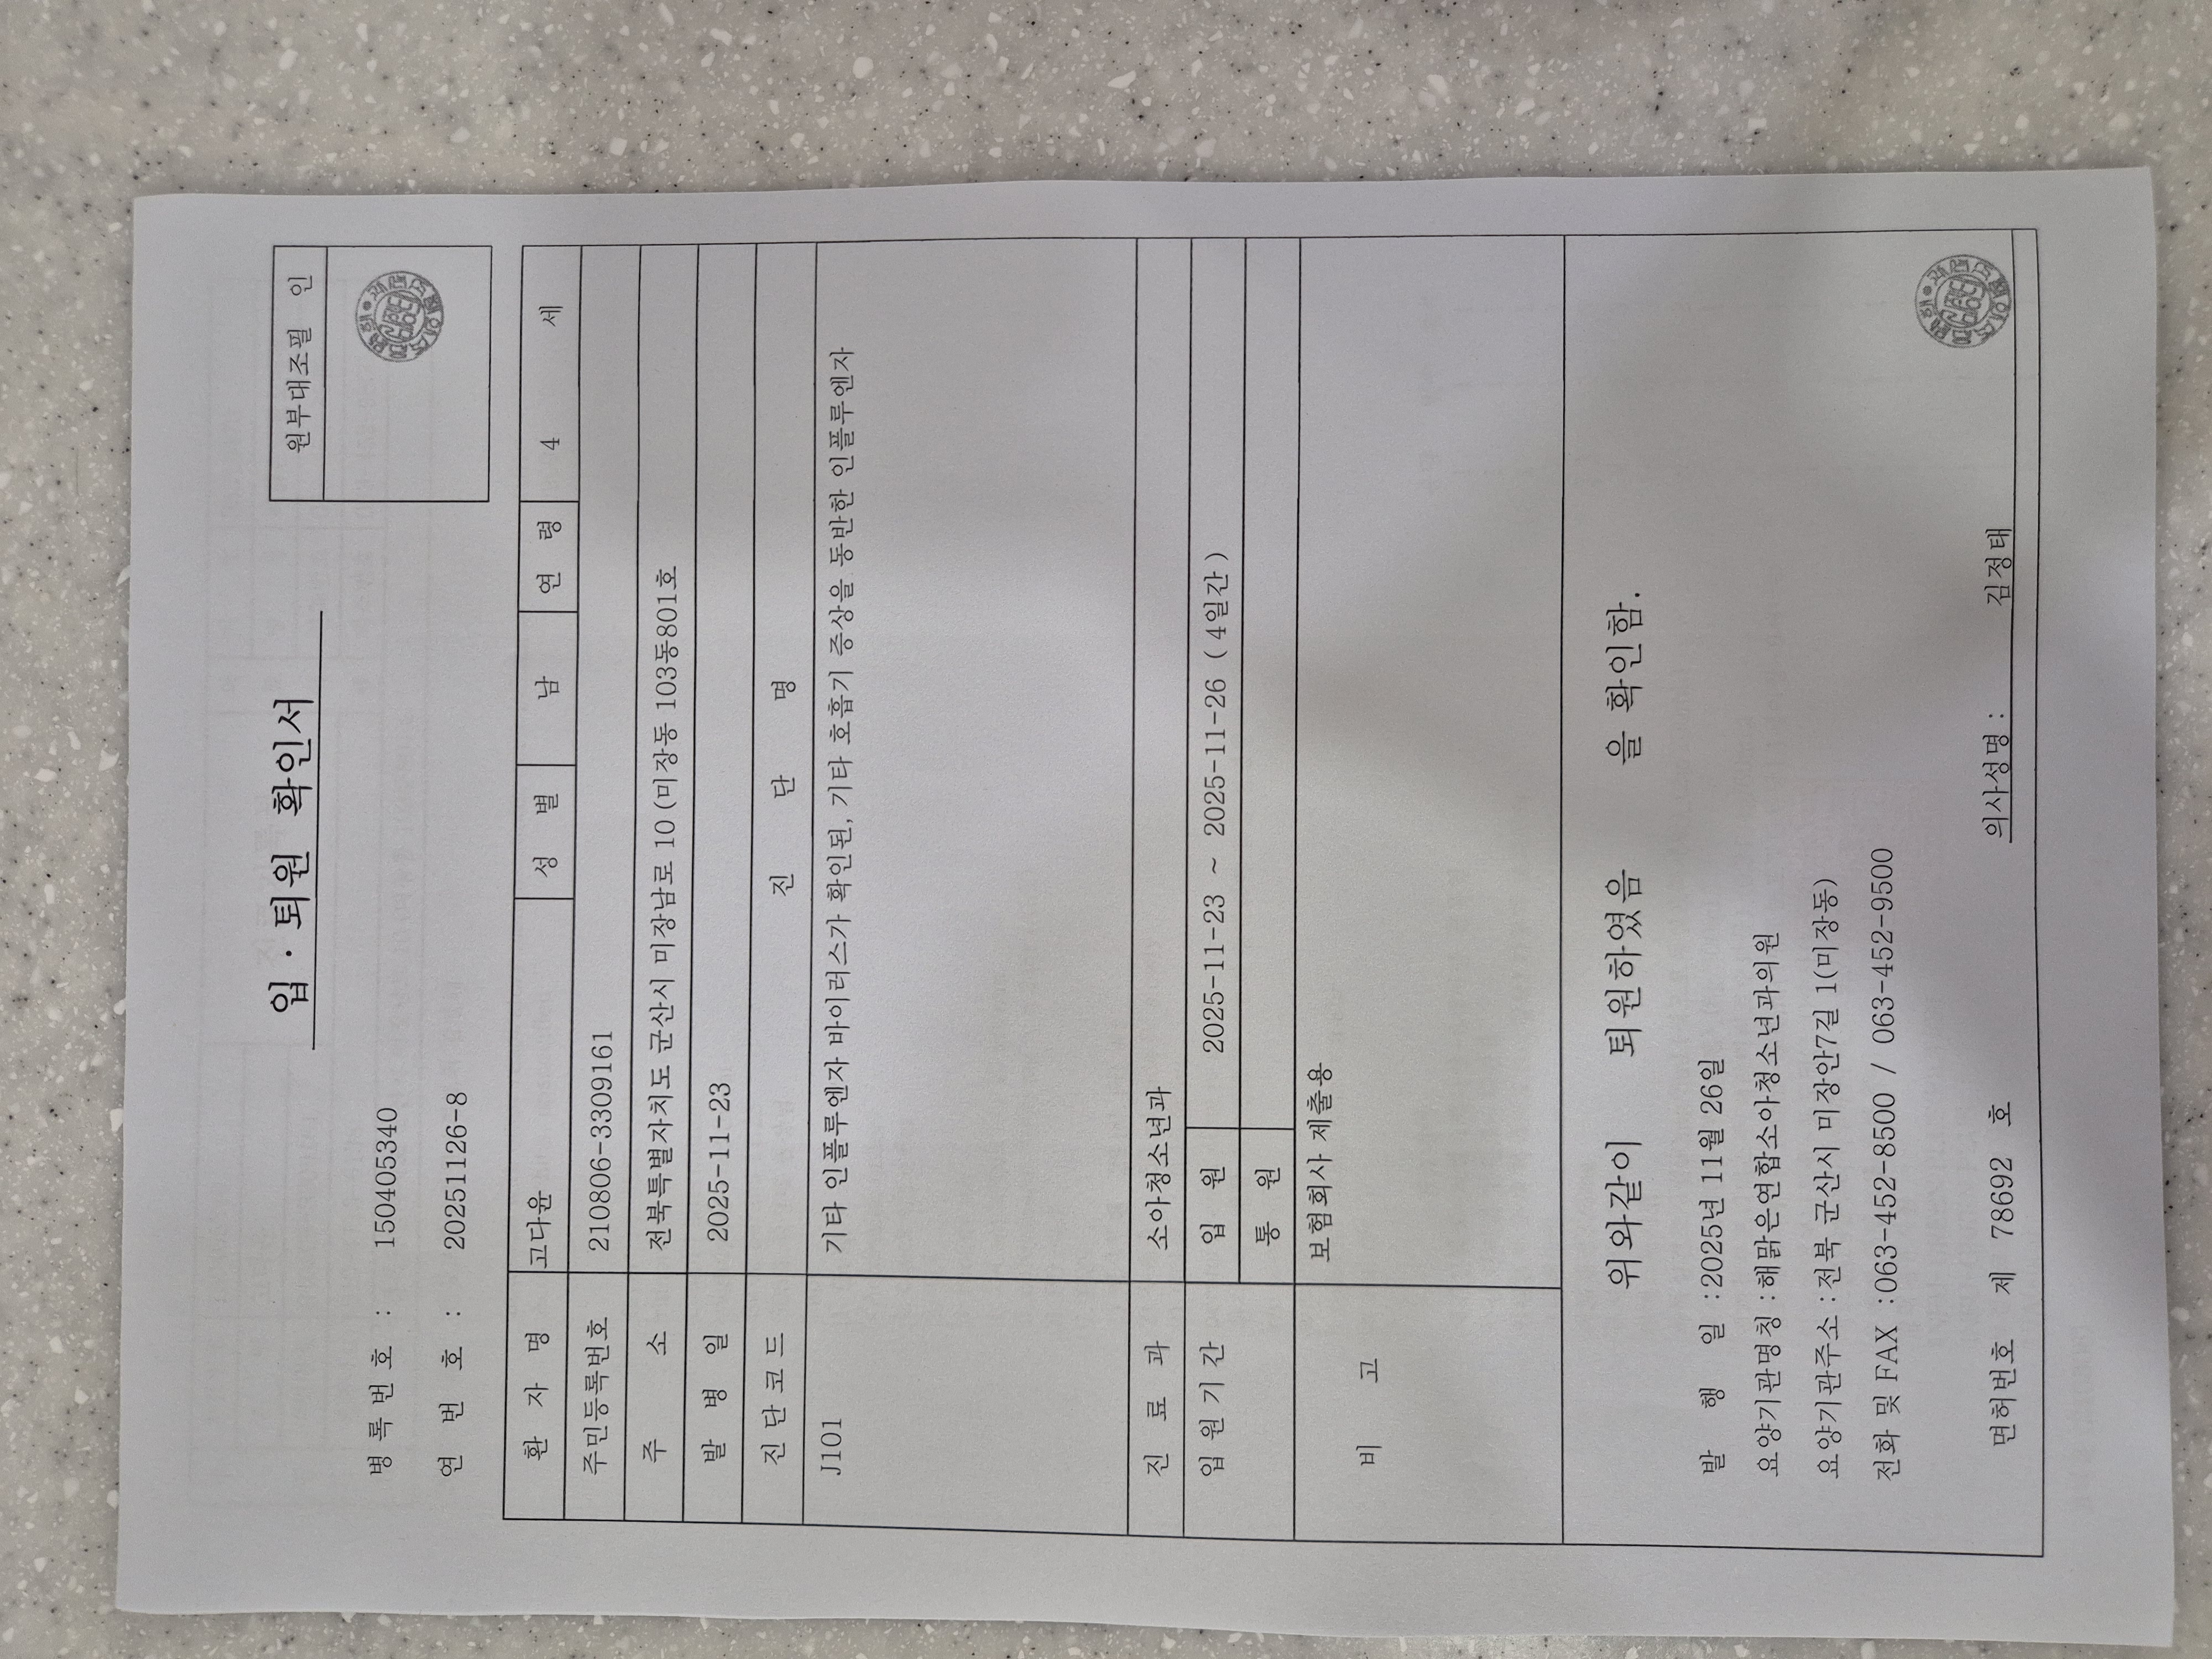 입 · 퇴원 확인서
원부대조필 인
병록번호 : 150405340
연 번 호 : 20251126-8
환 자 명 고다윤 성 별 남 연 령 4 세
주민등록번호 210806-3309161
주 소 전북특별자치도 군산시 미장남로 10 (미장동 103동801호
발 병 일 2025-11-23
진단코드 진 단 명
J101 기타 인플루엔자 바이러스가 확인된, 기타 호흡기 증상을 동반한 인플루엔자
진 료 과 소아청소년과
입원기간 입 원 2025-11-23 ~ 2025-11-26 ( 4일간 )
통 원
비 고 보험회사 제출용
위와같이 퇴원하였음 을 확인함.
발 행 일 :2025년 11월 26일
요양기관명칭 :해맑은연합소아청소년과의원
요양기관주소 :전북 군산시 미장안7길 1(미장동)
전화 및 FAX :063-452-8500 / 063-452-9500
면허번호 제 78692 호 의사성명 : 김정태